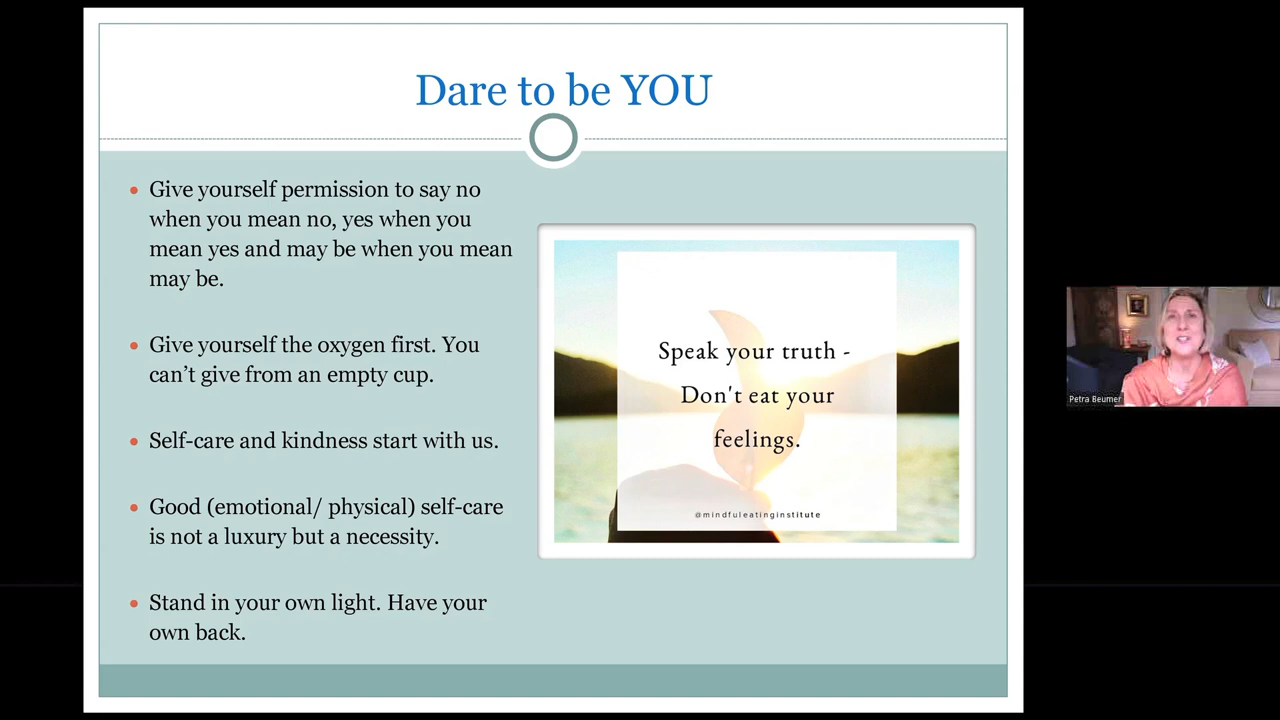 Dare to be YOU
Give yourself permission to say no
when you mean no, yes when you
mean yes and may be when you mean
may be.
Give yourself the oxygen first. You
can’t give from an empty cup.
Self-care and kindness start with us.
Good (emotional/ physical) self-care
is not a luxury but a necessity.
Stand in your own light. Have your
own back.
Speak your truth -
Don't eat your
feelings.
@mindfuleatinginstitute
Petra Beumer